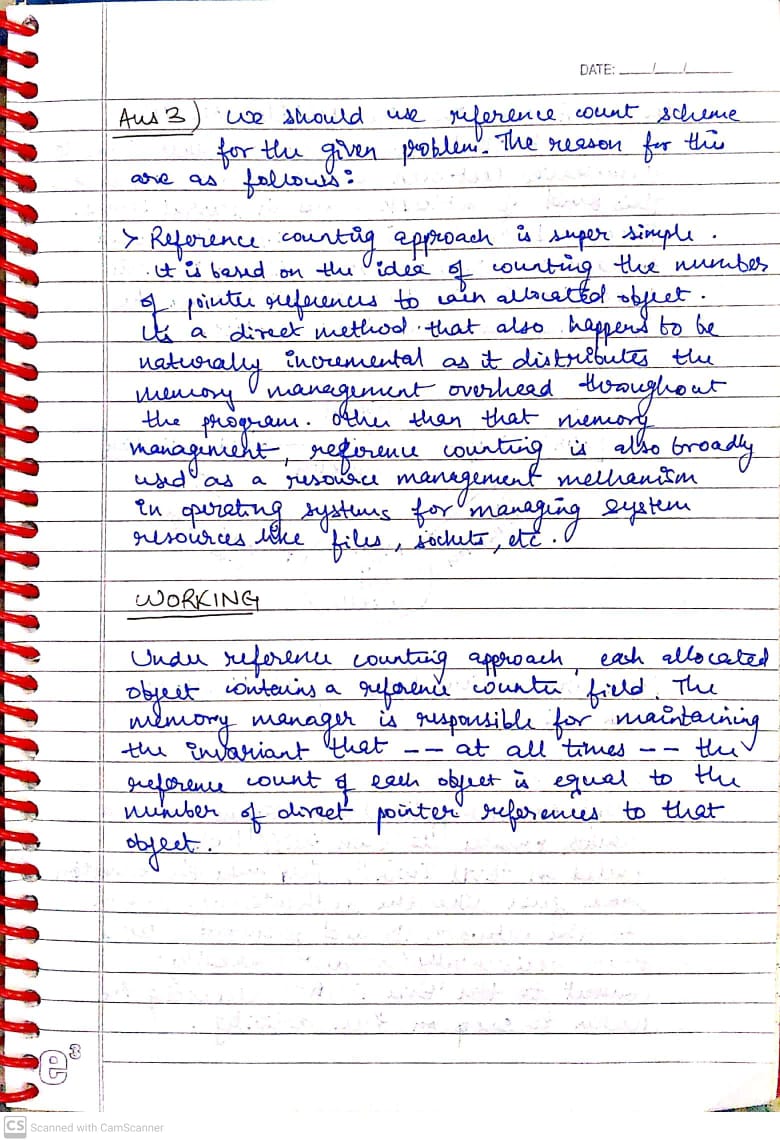 DATE: __/__/__
Ans 3) we should use reference count scheme
for the given problem. The reason for this
are as follows:
> Reference counting approach is super simple.
It is based on the idea of counting the number
of pointer references to each allocated object.
Its a direct method that also happens to be
naturally incremental as it distributes the
memory management overhead throughout
the program. Other than that memory
management, reference counting is also broadly
used as a resource management mechanism
in operating systems for managing system
resources like files, sockets, etc.
WORKING
Under reference counting approach, each allocated
object contains a reference counter field. The
memory manager is responsible for maintaining
the invariant that -- at all times -- the
reference count of each object is equal to the
number of direct pointer references to that
object.
e3
CS Scanned with CamScanner